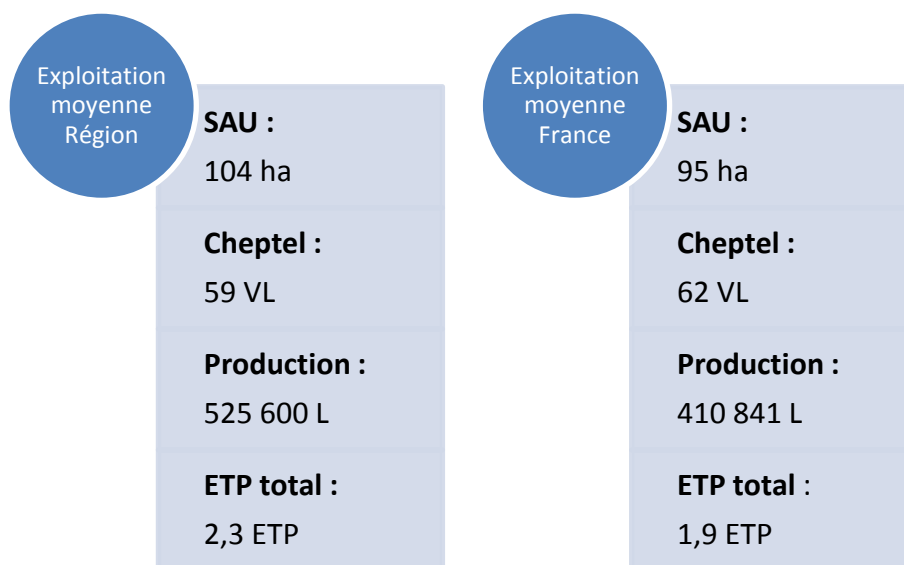 Exploitation
moyenne
Région
SAU :
104 ha
Cheptel :
59 VL
Production :
525 600 L
ETP total :
2,3 ETP
Exploitation
moyenne
France
SAU :
95 ha
Cheptel :
62 VL
Production :
410 841 L
ETP total :
1,9 ETP